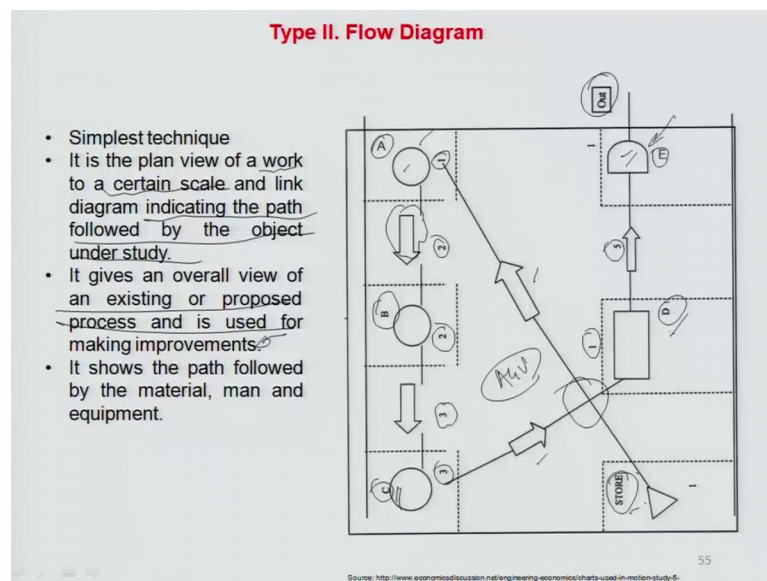 Type II. Flow Diagram
• Simplest technique
• It is the plan view of a work
to a certain scale and link
diagram indicating the path
followed by the object
under study.
• It gives an overall view of
an existing or proposed
process and is used for
making improvements.
• It shows the path followed
by the material, man and
equipment.
Out
A
1
1
E
2
5
B
2
D
1
AGV
3
3
C
STORE
1
55
Source: http://www.economicsdiscussion.net/engineering-economics/charts-used-in-motion-study-5-